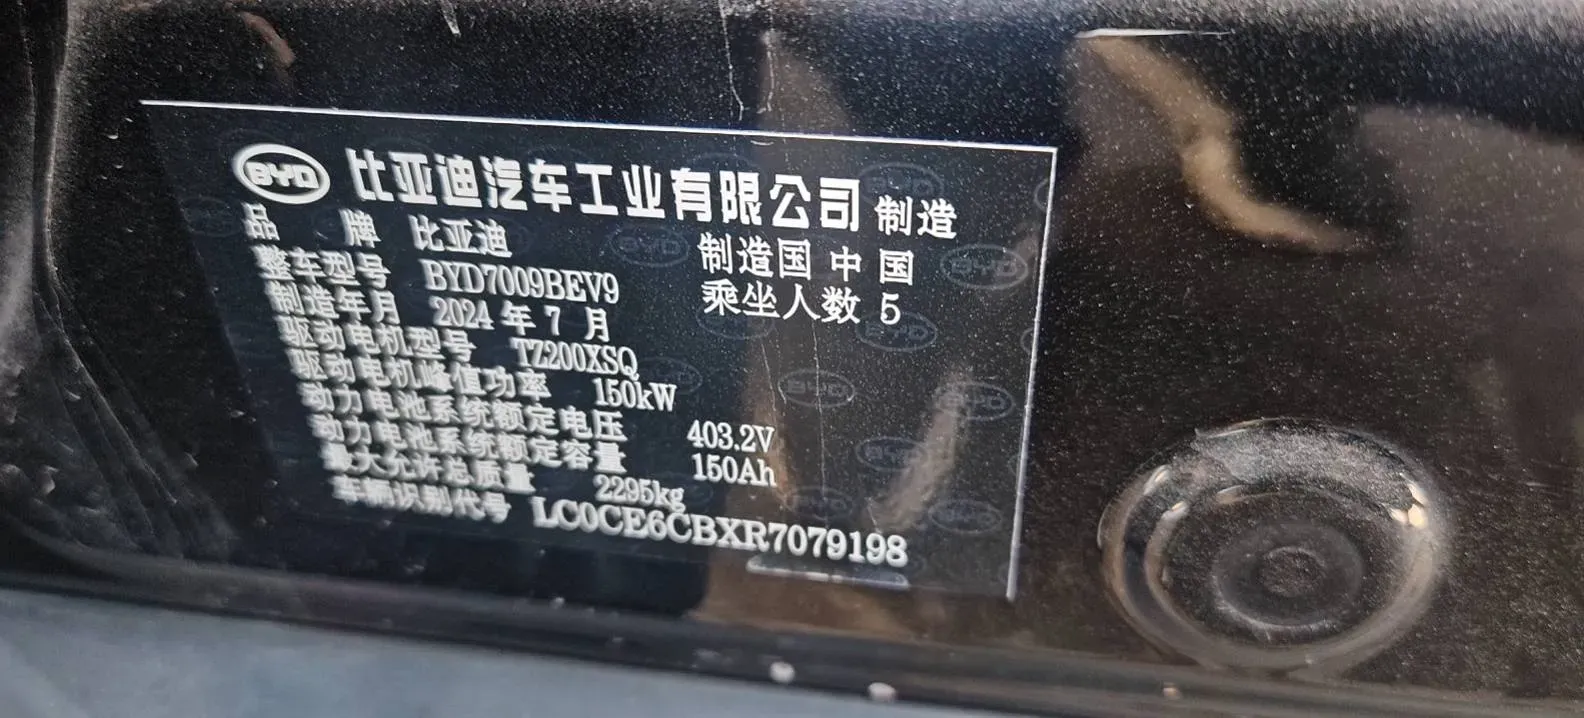 BYD 比亚迪汽车工业有限公司 制造
品 牌 比亚迪 制造国 中国
整车型号 BYD7009BEV9 乘坐人数 5
制造年月 2024 年 7 月
驱动电机型号 TZ200XSQ
驱动电机峰值功率 150kW
动力电池系统额定电压 403.2V
动力电池系统额定容量 150Ah
最大允许总质量 2295kg
车辆识别代号 LC0CE6CBXR7079198